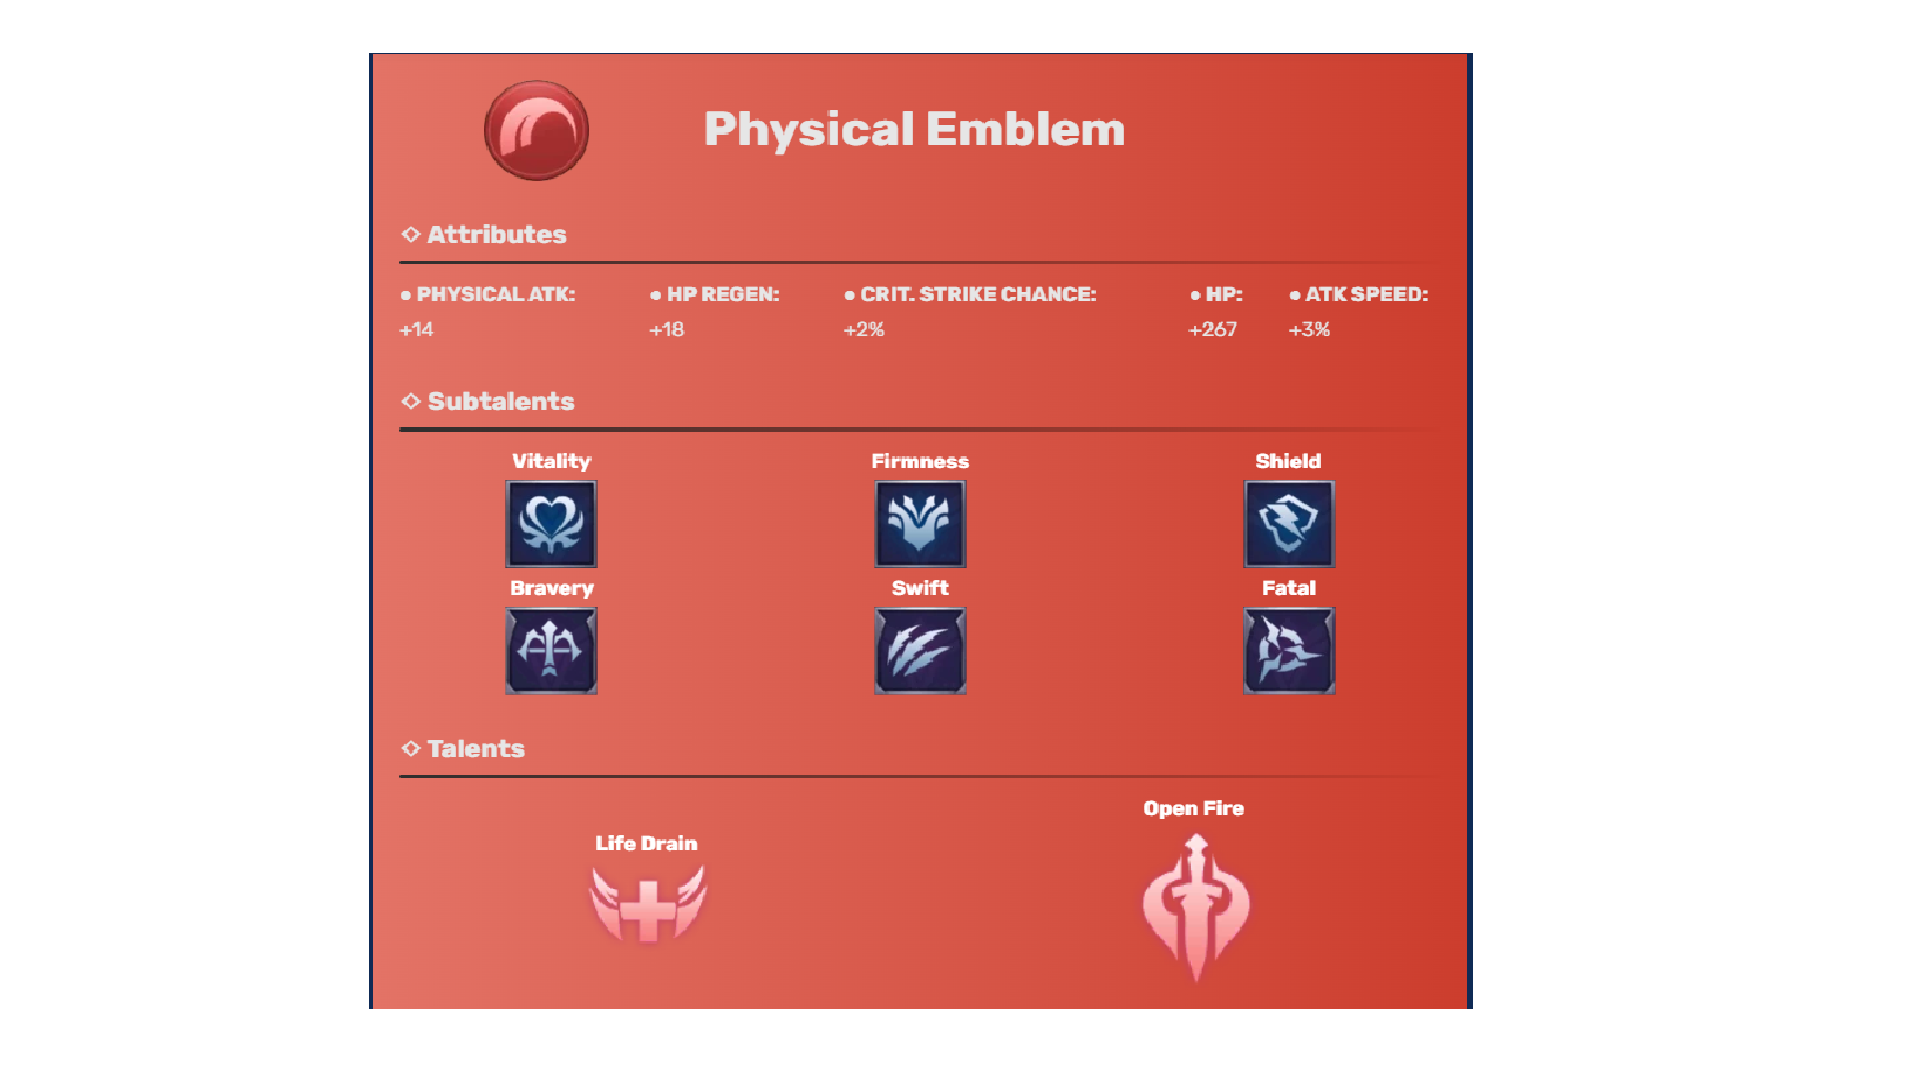 Physical Emblem
Attributes
• PHYSICAL ATK: • HP REGEN: • CRIT. STRIKE CHANCE: • HP: • ATK SPEED:
+14 +18 +2% +267 +3%
Subtalents
Vitality Firmness Shield
Bravery Swift Fatal
Talents
Open Fire
Life Drain